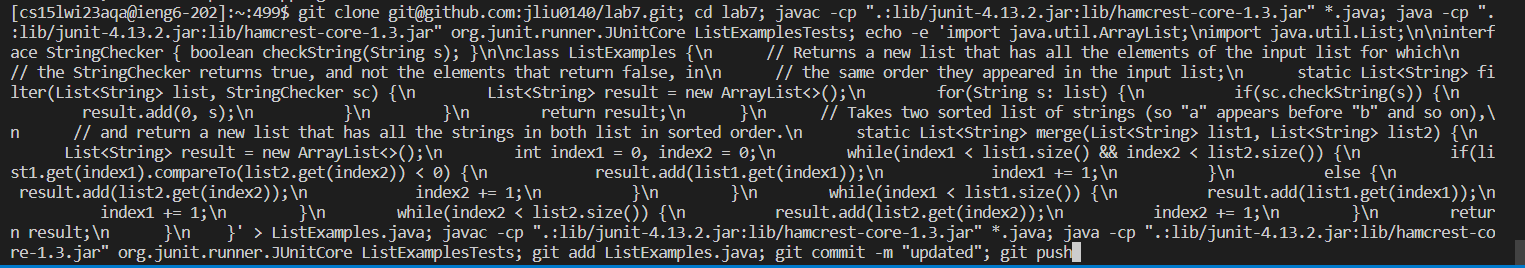 [cs15lwi23aqa@ieng6-202]:~:499$ git clone git@github.com:jliu0140/lab7.git; cd lab7; javac -cp ".:lib/junit-4.13.2.jar:lib/hamcrest-core-1.3.jar" *.java; java -cp ".
:lib/junit-4.13.2.jar:lib/hamcrest-core-1.3.jar" org.junit.runner.JUnitCore ListExamplesTests; echo -e 'import java.util.ArrayList;\nimport java.util.List;\n\ninterf
ace StringChecker { boolean checkString(String s); }\n\nclass ListExamples {\n      // Returns a new list that has all the elements of the input list for which\n
// the StringChecker returns true, and not the elements that return false, in\n      // the same order they appeared in the input list;\n      static List<String> fi
lter(List<String> list, StringChecker sc) {\n        List<String> result = new ArrayList<>();\n        for(String s: list) {\n          if(sc.checkString(s)) {\n
        result.add(0, s);\n          }\n        }\n        return result;\n      }\n      // Takes two sorted list of strings (so "a" appears before "b" and so on),\
n      // and return a new list that has all the strings in both list in sorted order.\n      static List<String> merge(List<String> list1, List<String> list2) {\n
      List<String> result = new ArrayList<>();\n        int index1 = 0, index2 = 0;\n        while(index1 < list1.size() && index2 < list2.size()) {\n          if(li
st1.get(index1).compareTo(list2.get(index2)) < 0) {\n            result.add(list1.get(index1));\n            index1 += 1;\n          }\n          else {\n
 result.add(list2.get(index2));\n            index2 += 1;\n          }\n        }\n        while(index1 < list1.size()) {\n          result.add(list1.get(index1));\n
          index1 += 1;\n        }\n        while(index2 < list2.size()) {\n          result.add(list2.get(index2));\n          index2 += 1;\n        }\n        retur
n result;\n      }\n    }' > ListExamples.java; javac -cp ".:lib/junit-4.13.2.jar:lib/hamcrest-core-1.3.jar" *.java; java -cp ".:lib/junit-4.13.2.jar:lib/hamcrest-co
re-1.3.jar" org.junit.runner.JUnitCore ListExamplesTests; git add ListExamples.java; git commit -m "updated"; git push